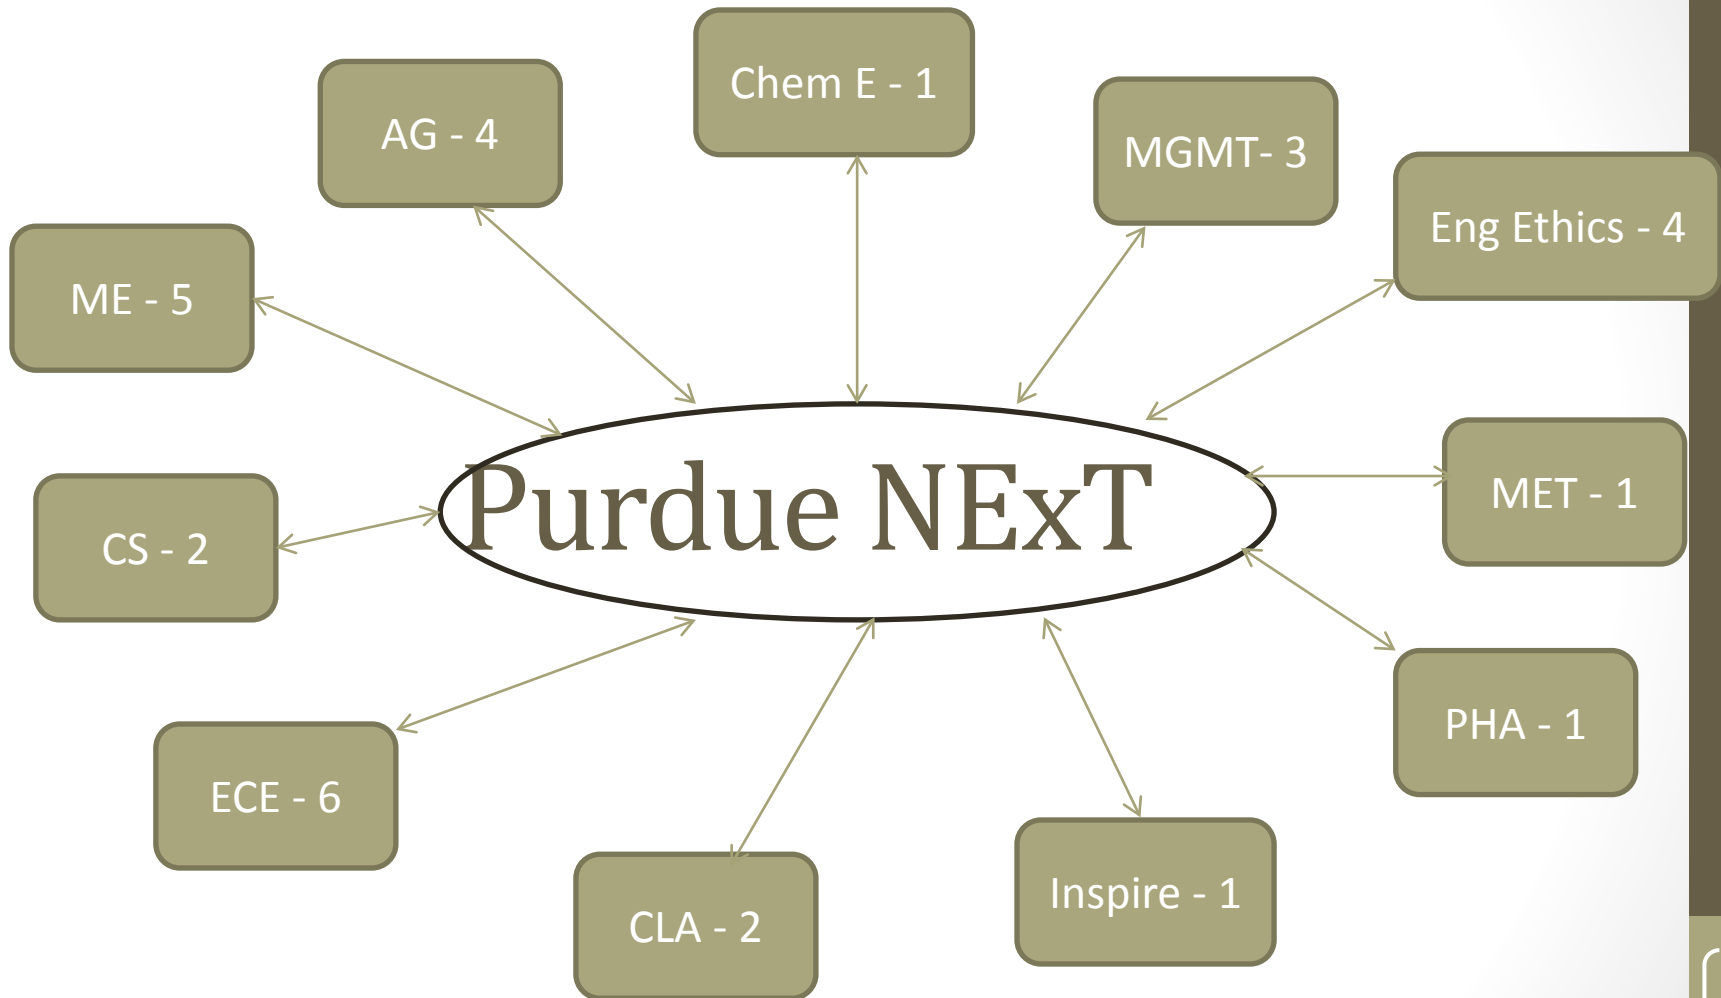 Chem E - 1
AG - 4
MGMT- 3
Eng Ethics - 4
ME - 5
Purdue NExT
MET - 1
CS - 2
PHA - 1
ECE - 6
Inspire - 1
CLA - 2